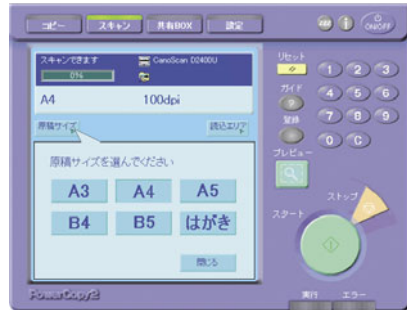 コピー スキャン 共有BOX 設定
ON/OFF
スキャンできます CanoScan D2400U
0%
A4 100dpi
原稿サイズ 読込エリア
原稿サイズを選んでください
A3 A4 A5
B4 B5 はがき
閉じる
PowerCopy2
リセット
1 2 3
ガイド
?
4 5 6
登録
7 8 9
0 C
プレビュー
ストップ
スタート
実行 エラー